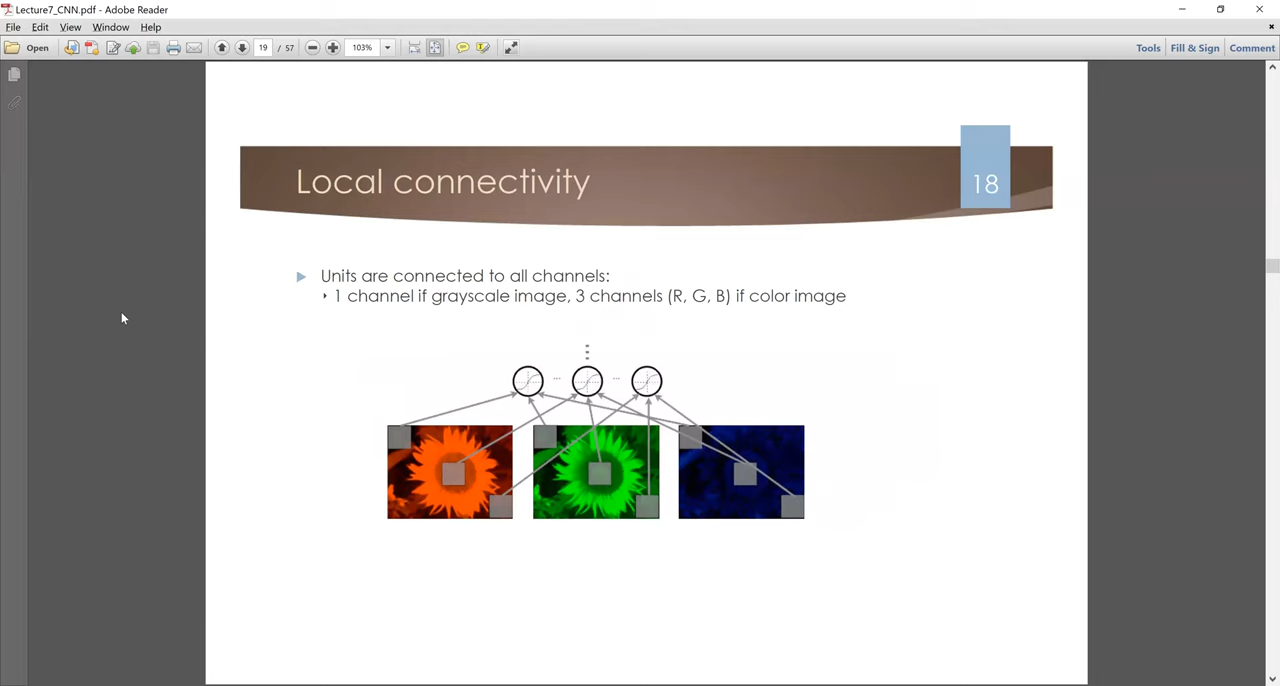 Lecture7_CNN.pdf - Adobe Reader
File Edit View Window Help
Open 19 / 57 103% Tools Fill & Sign Comment
Local connectivity
18
Units are connected to all channels:
1 channel if grayscale image, 3 channels (R, G, B) if color image